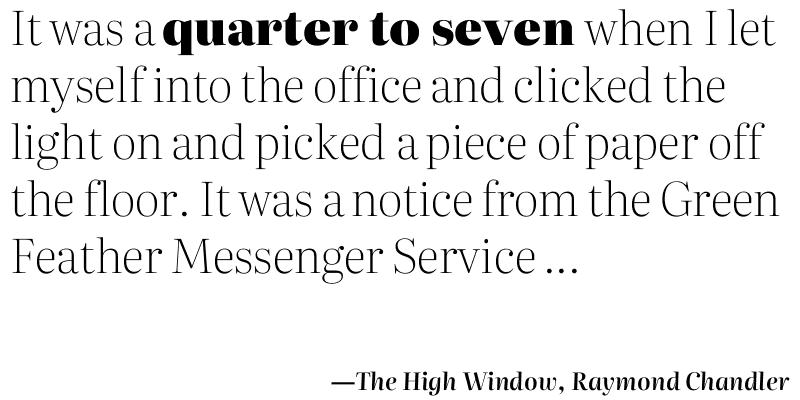 It was a quarter to seven when I let
myself into the office and clicked the
light on and picked a piece of paper off
the floor. It was a notice from the Green
Feather Messenger Service ...
—The High Window, Raymond Chandler